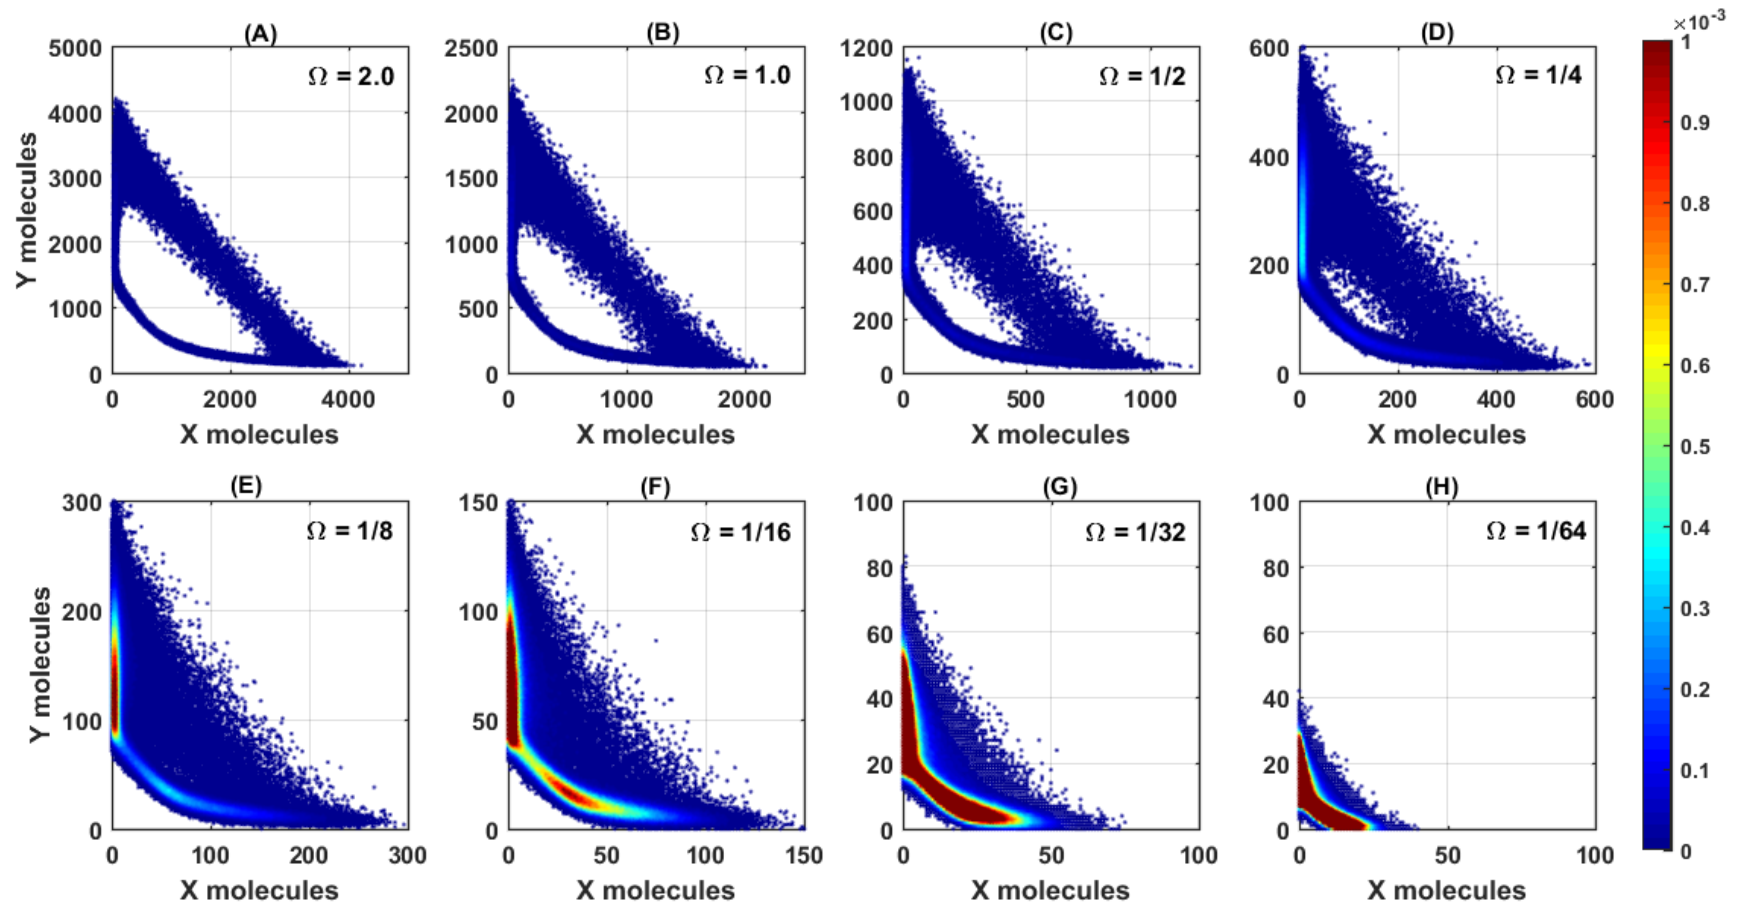 (A) (B) (C) (D)
×10⁻³
Ω = 2.0
5000
4000
3000
2000
1000
0
Y molecules
0 2000 4000
X molecules
Ω = 1.0
2500
2000
1500
1000
500
0
0 1000 2000
X molecules
Ω = 1/2
1200
1000
800
600
400
200
0
0 500 1000
X molecules
Ω = 1/4
600
400
200
0
0 200 400 600
X molecules
1
0.9
0.8
0.7
0.6
0.5
0.4
0.3
0.2
0.1
0
(E) (F) (G) (H)
Ω = 1/8
300
200
100
0
Y molecules
0 100 200 300
X molecules
Ω = 1/16
150
100
50
0
0 50 100 150
X molecules
Ω = 1/32
100
80
60
40
20
0
0 50 100
X molecules
Ω = 1/64
100
80
60
40
20
0
0 50 100
X molecules